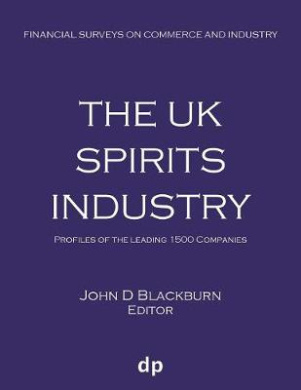 FINANCIAL SURVEYS ON COMMERCE AND INDUSTRY
THE UK
SPIRITS
INDUSTRY
PROFILES OF THE LEADING 1500 COMPANIES
JOHN D BLACKBURN
EDITOR
dp